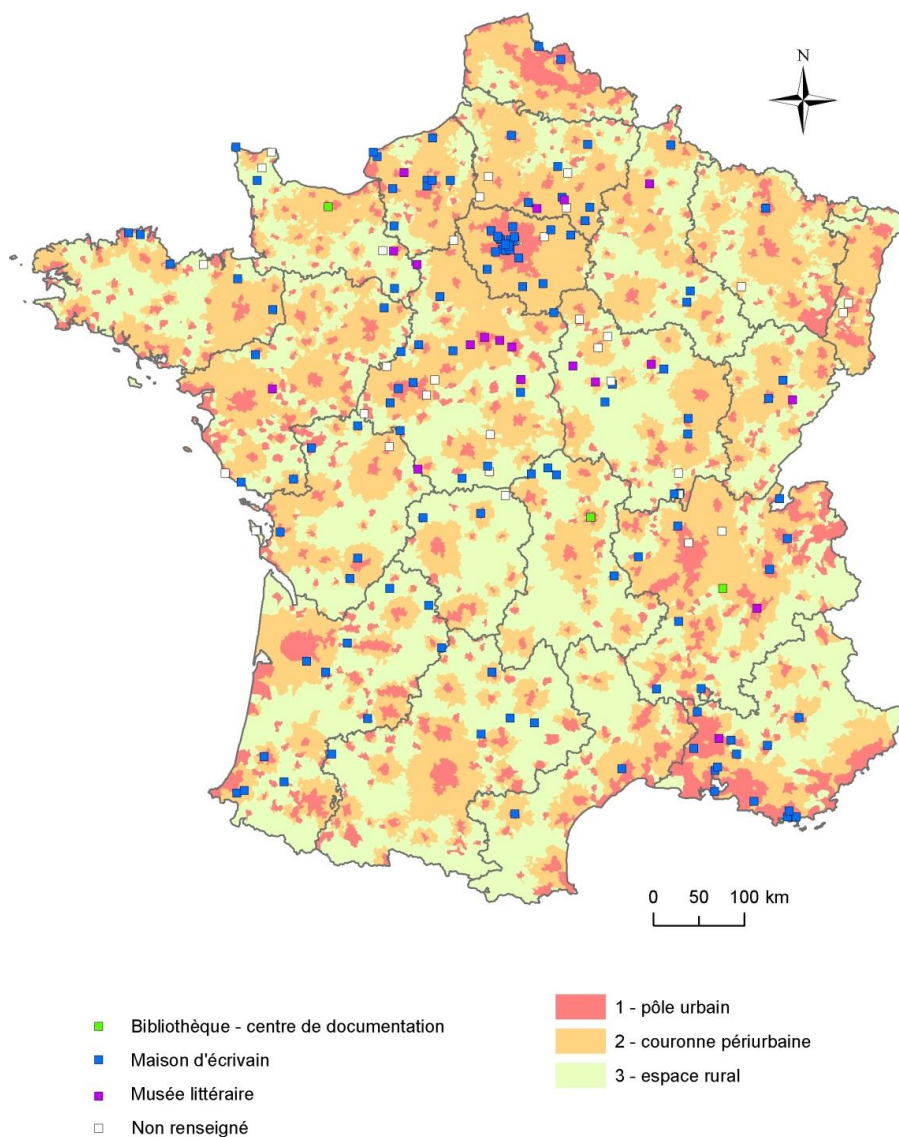 N
0 50 100 km
Bibliothèque - centre de documentation
Maison d'écrivain
Musée littéraire
Non renseigné
1 - pôle urbain
2 - couronne périurbaine
3 - espace rural